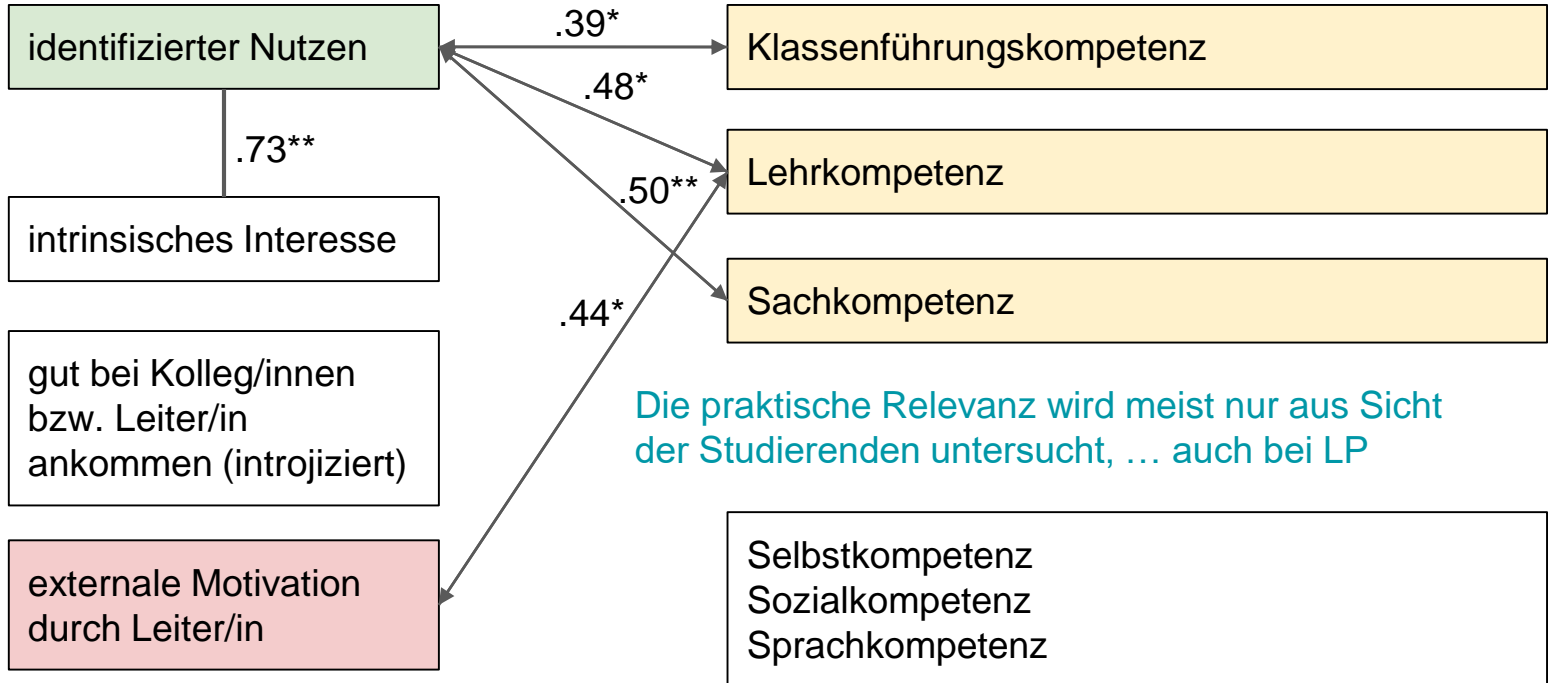 identifizierter Nutzen
.39*
Klassenführungskompetenz
.48*
.73**
Lehrkompetenz
.50**
intrinsisches Interesse
Sachkompetenz
.44*
gut bei Kolleg/innen
bzw. Leiter/in
ankommen (introjiziert)
Die praktische Relevanz wird meist nur aus Sicht
der Studierenden untersucht, … auch bei LP
externale Motivation
durch Leiter/in
Selbstkompetenz
Sozialkompetenz
Sprachkompetenz